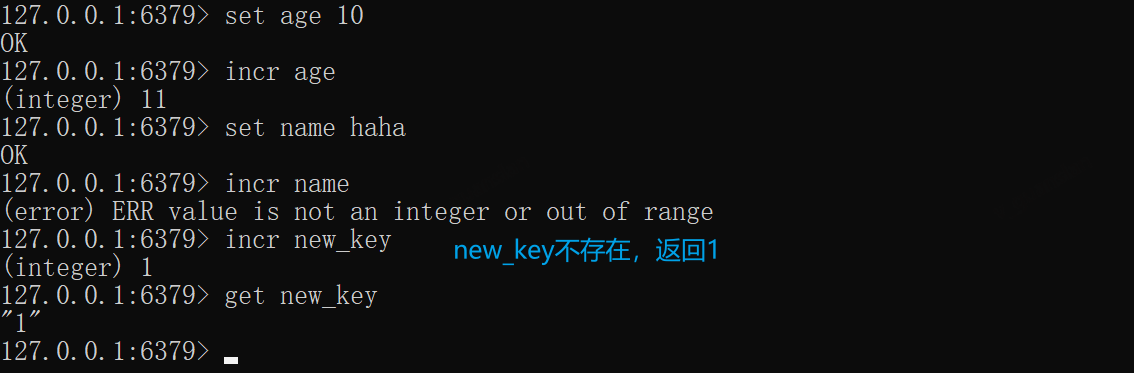 127.0.0.1:6379> set age 10
OK
127.0.0.1:6379> incr age
(integer) 11
127.0.0.1:6379> set name haha
OK
127.0.0.1:6379> incr name
(error) ERR value is not an integer or out of range
127.0.0.1:6379> incr new_key
new_key不存在，返回1
(integer) 1
127.0.0.1:6379> get new_key
"1"
127.0.0.1:6379>